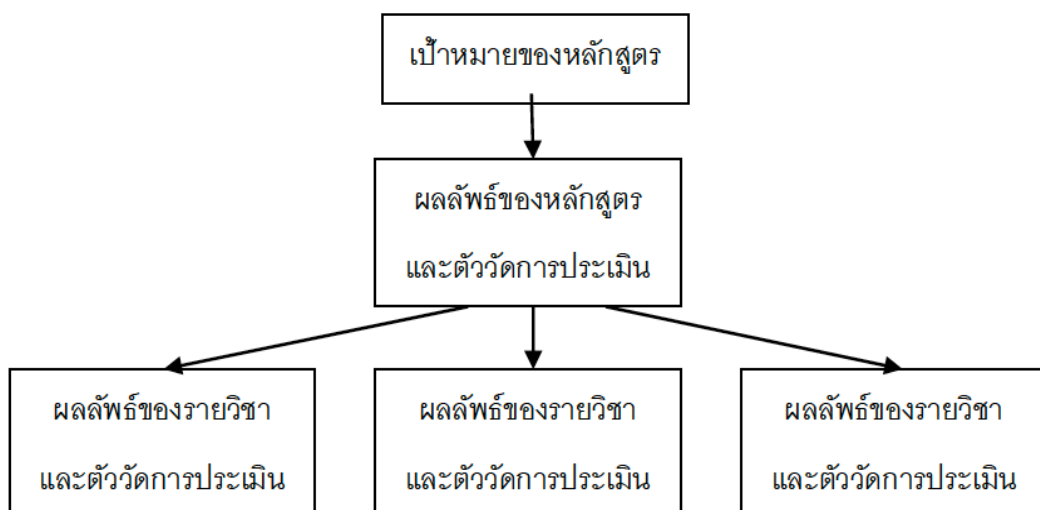 เป้าหมายของหลักสูตร
ผลลัพธ์ของหลักสูตร
และตัววัดการประเมิน
ผลลัพธ์ของรายวิชา
และตัววัดการประเมิน
ผลลัพธ์ของรายวิชา
และตัววัดการประเมิน
ผลลัพธ์ของรายวิชา
และตัววัดการประเมิน